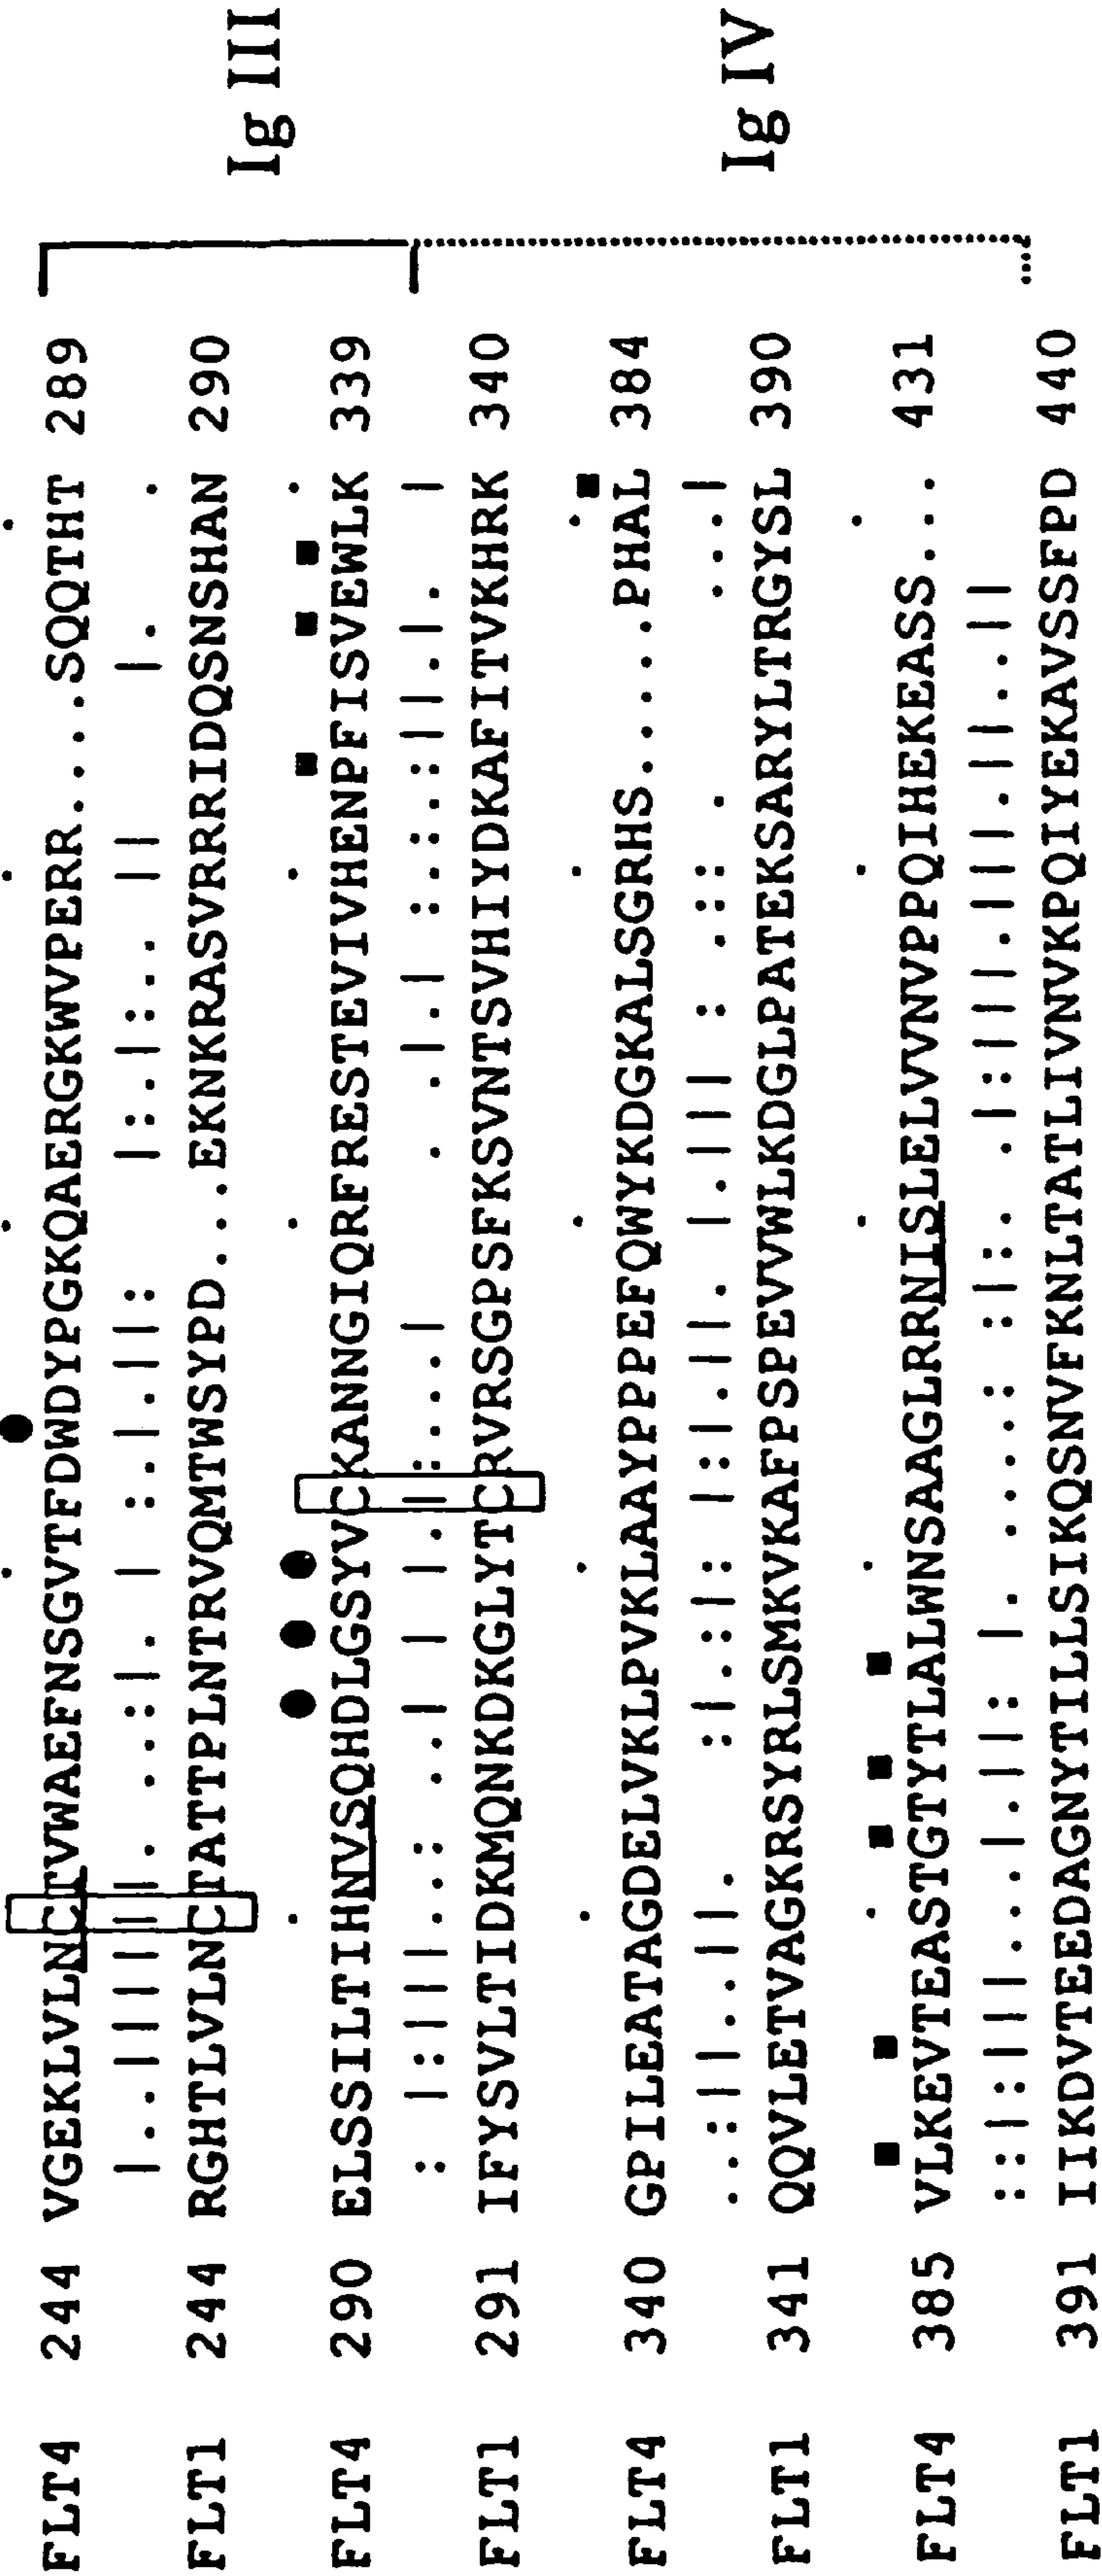 FLT4 244 VGEKLVLNCTVWAEFNSGVTFDWDYPGKQAERGKWVPERR....SQQTHT 289
FLT1 244 RGHTLVLNCTATTPLNTRVQMTWSYPD...EKNKRASVRRRIDQSNSHAN 290
Ig III
FLT4 290 ELSSILTIHNVSQHDLGSYVCKANNGIQRFRESTEVIVHENPFISVEWLK 339
FLT1 291 IFYSVLTIDKMQNKDKGLYTCRVRSGPSFKSVNTSVHIYDKAFITVKHRK 340
FLT4 340 GPILEATAGDELVKLPVKLAAYPPPEFQWYKDGKALSGRHS.....PHAL 384
FLT1 341 QQVLETVAGKRSYRLSMKVKAFPSPEVVWLKDGLPATEKSARYLTRGYSL 390
Ig IV
FLT4 385 VLKEVTEASTGTYTLALWNSAAGLRRNISLELVVNVPPQIHEKEASS... 431
FLT1 391 IIKDVTEEDAGNYTILLSIKQSNVFKNLTATLIVNVKPQIYEKAVSSFPD 440